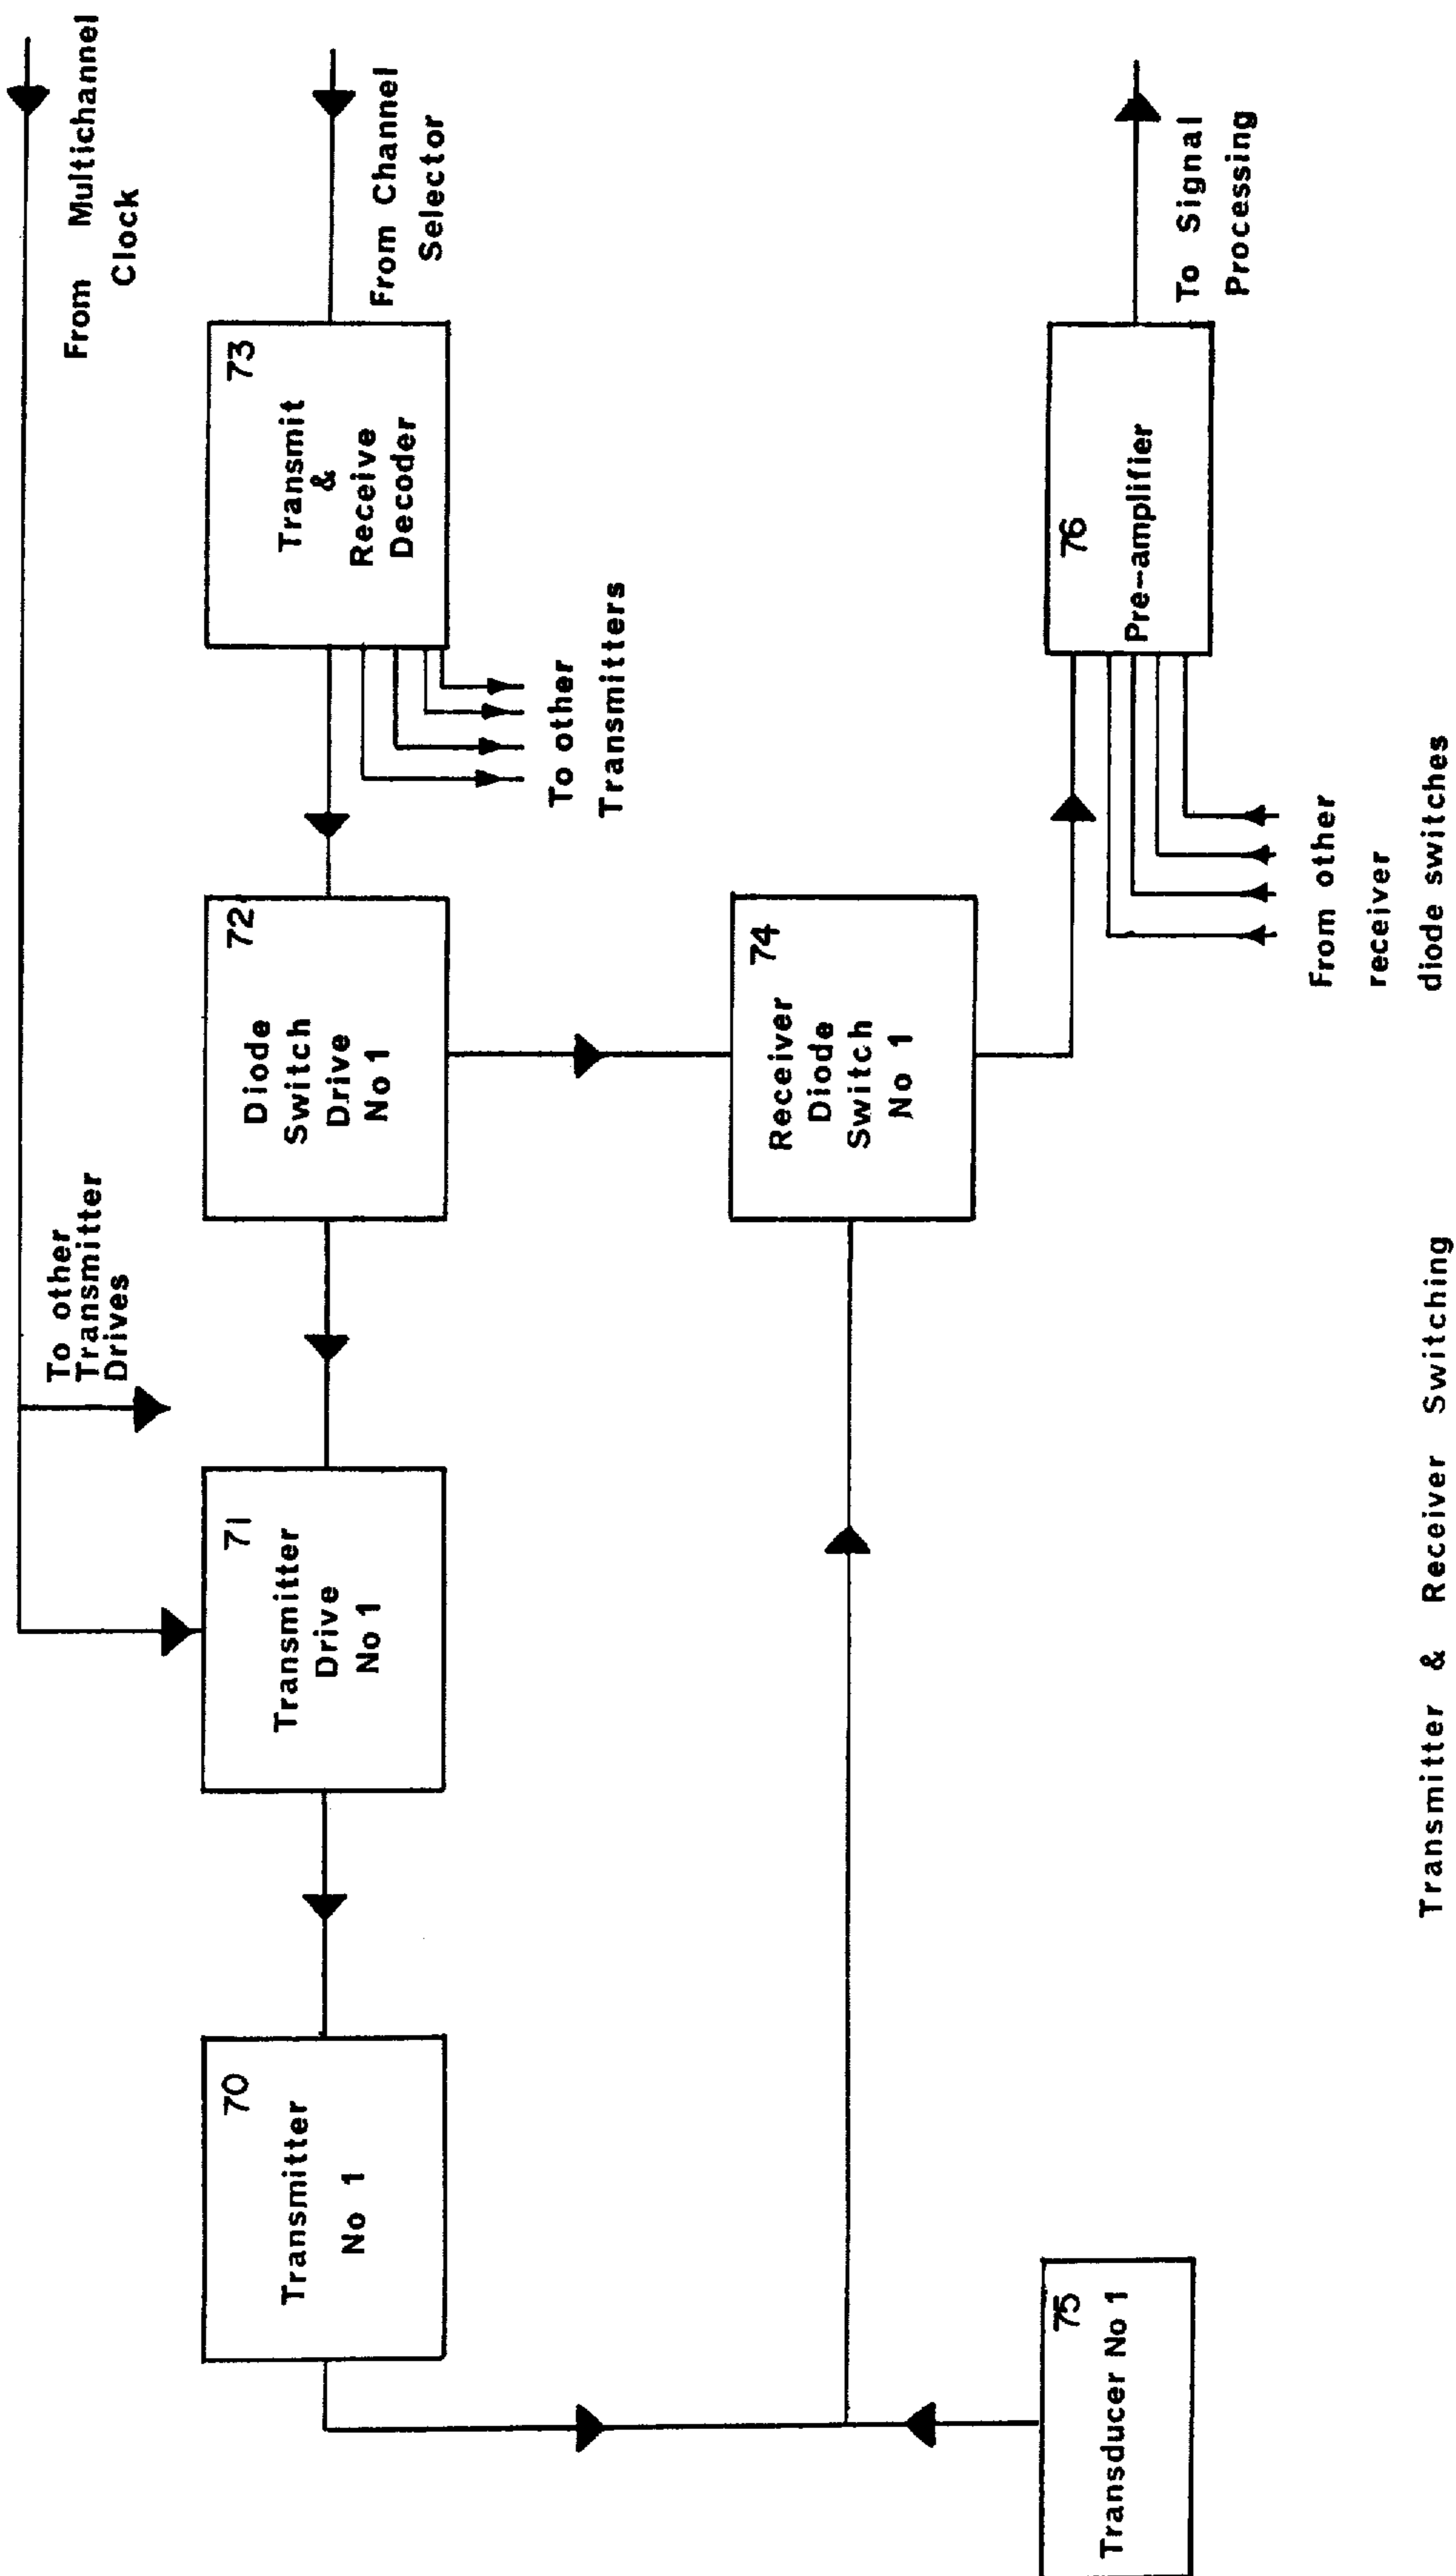 From Multichannel
Clock
To other
Transmitter
Drives
70
Transmitter
No 1
71
Transmitter
Drive
No 1
72
Diode
Switch
Drive
No 1
73
Transmit
&
Receive
Decoder
From Channel
Selector
To other
Transmitters
74
Receiver
Diode
Switch
No 1
75
Transducer No 1
76
Pre-amplifier
To Signal
Processing
From other
receiver
diode switches
Transmitter & Receiver Switching